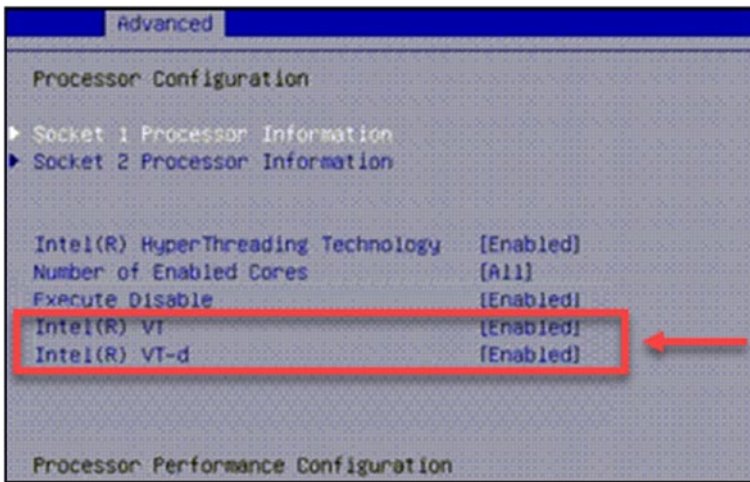 Advanced
Processor Configuration
Socket 1 Processor Information
Socket 2 Processor Information
Intel(R) HyperThreading Technology [Enabled]
Number of Enabled Cores [All]
Execute Disable [Enabled]
Intel(R) VT [Enabled]
Intel(R) VT-d [Enabled]
Processor Performance Configuration